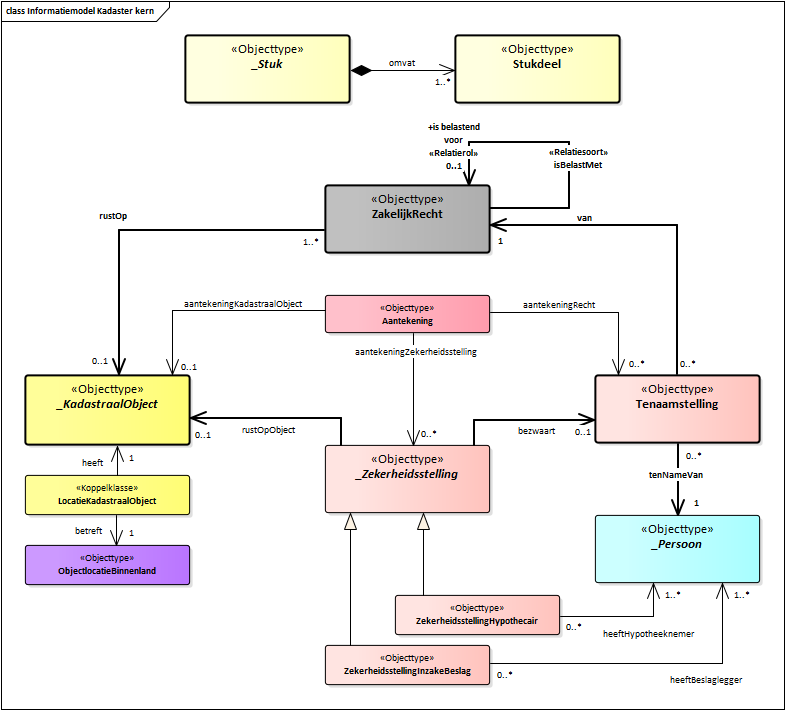 class Informatiemodel Kadaster kern
«Objecttype»
_Stuk
omvat
1..*
«Objecttype»
Stukdeel
+is belastend
voor
«Relatierol»
0..1
«Relatiesoort»
isBelastMet
«Objecttype»
ZakelijkRecht
rustOp
1..*
van
1
aantekeningKadastraalObject
«Objecttype»
Aantekening
aantekeningRecht
aantekeningZekerheidsstelling
0..1
0..1
0..*
0..*
«Objecttype»
_KadastraalObject
«Objecttype»
Tenaamstelling
rustOpObject
0..1
bezwaart
0..1
0..*
«Objecttype»
_Zekerheidsstelling
heeft
1
0..*
tenNameVan
1
«Koppelklasse»
LocatieKadastraalObject
betreft
1
«Objecttype»
_Persoon
«Objecttype»
ObjectlocatieBinnenland
«Objecttype»
ZekerheidsstellingHypothecair
0..*
1..*
1..*
heeftHypotheeknemer
«Objecttype»
ZekerheidsstellingInzakeBeslag
0..*
heeftBeslaglegger